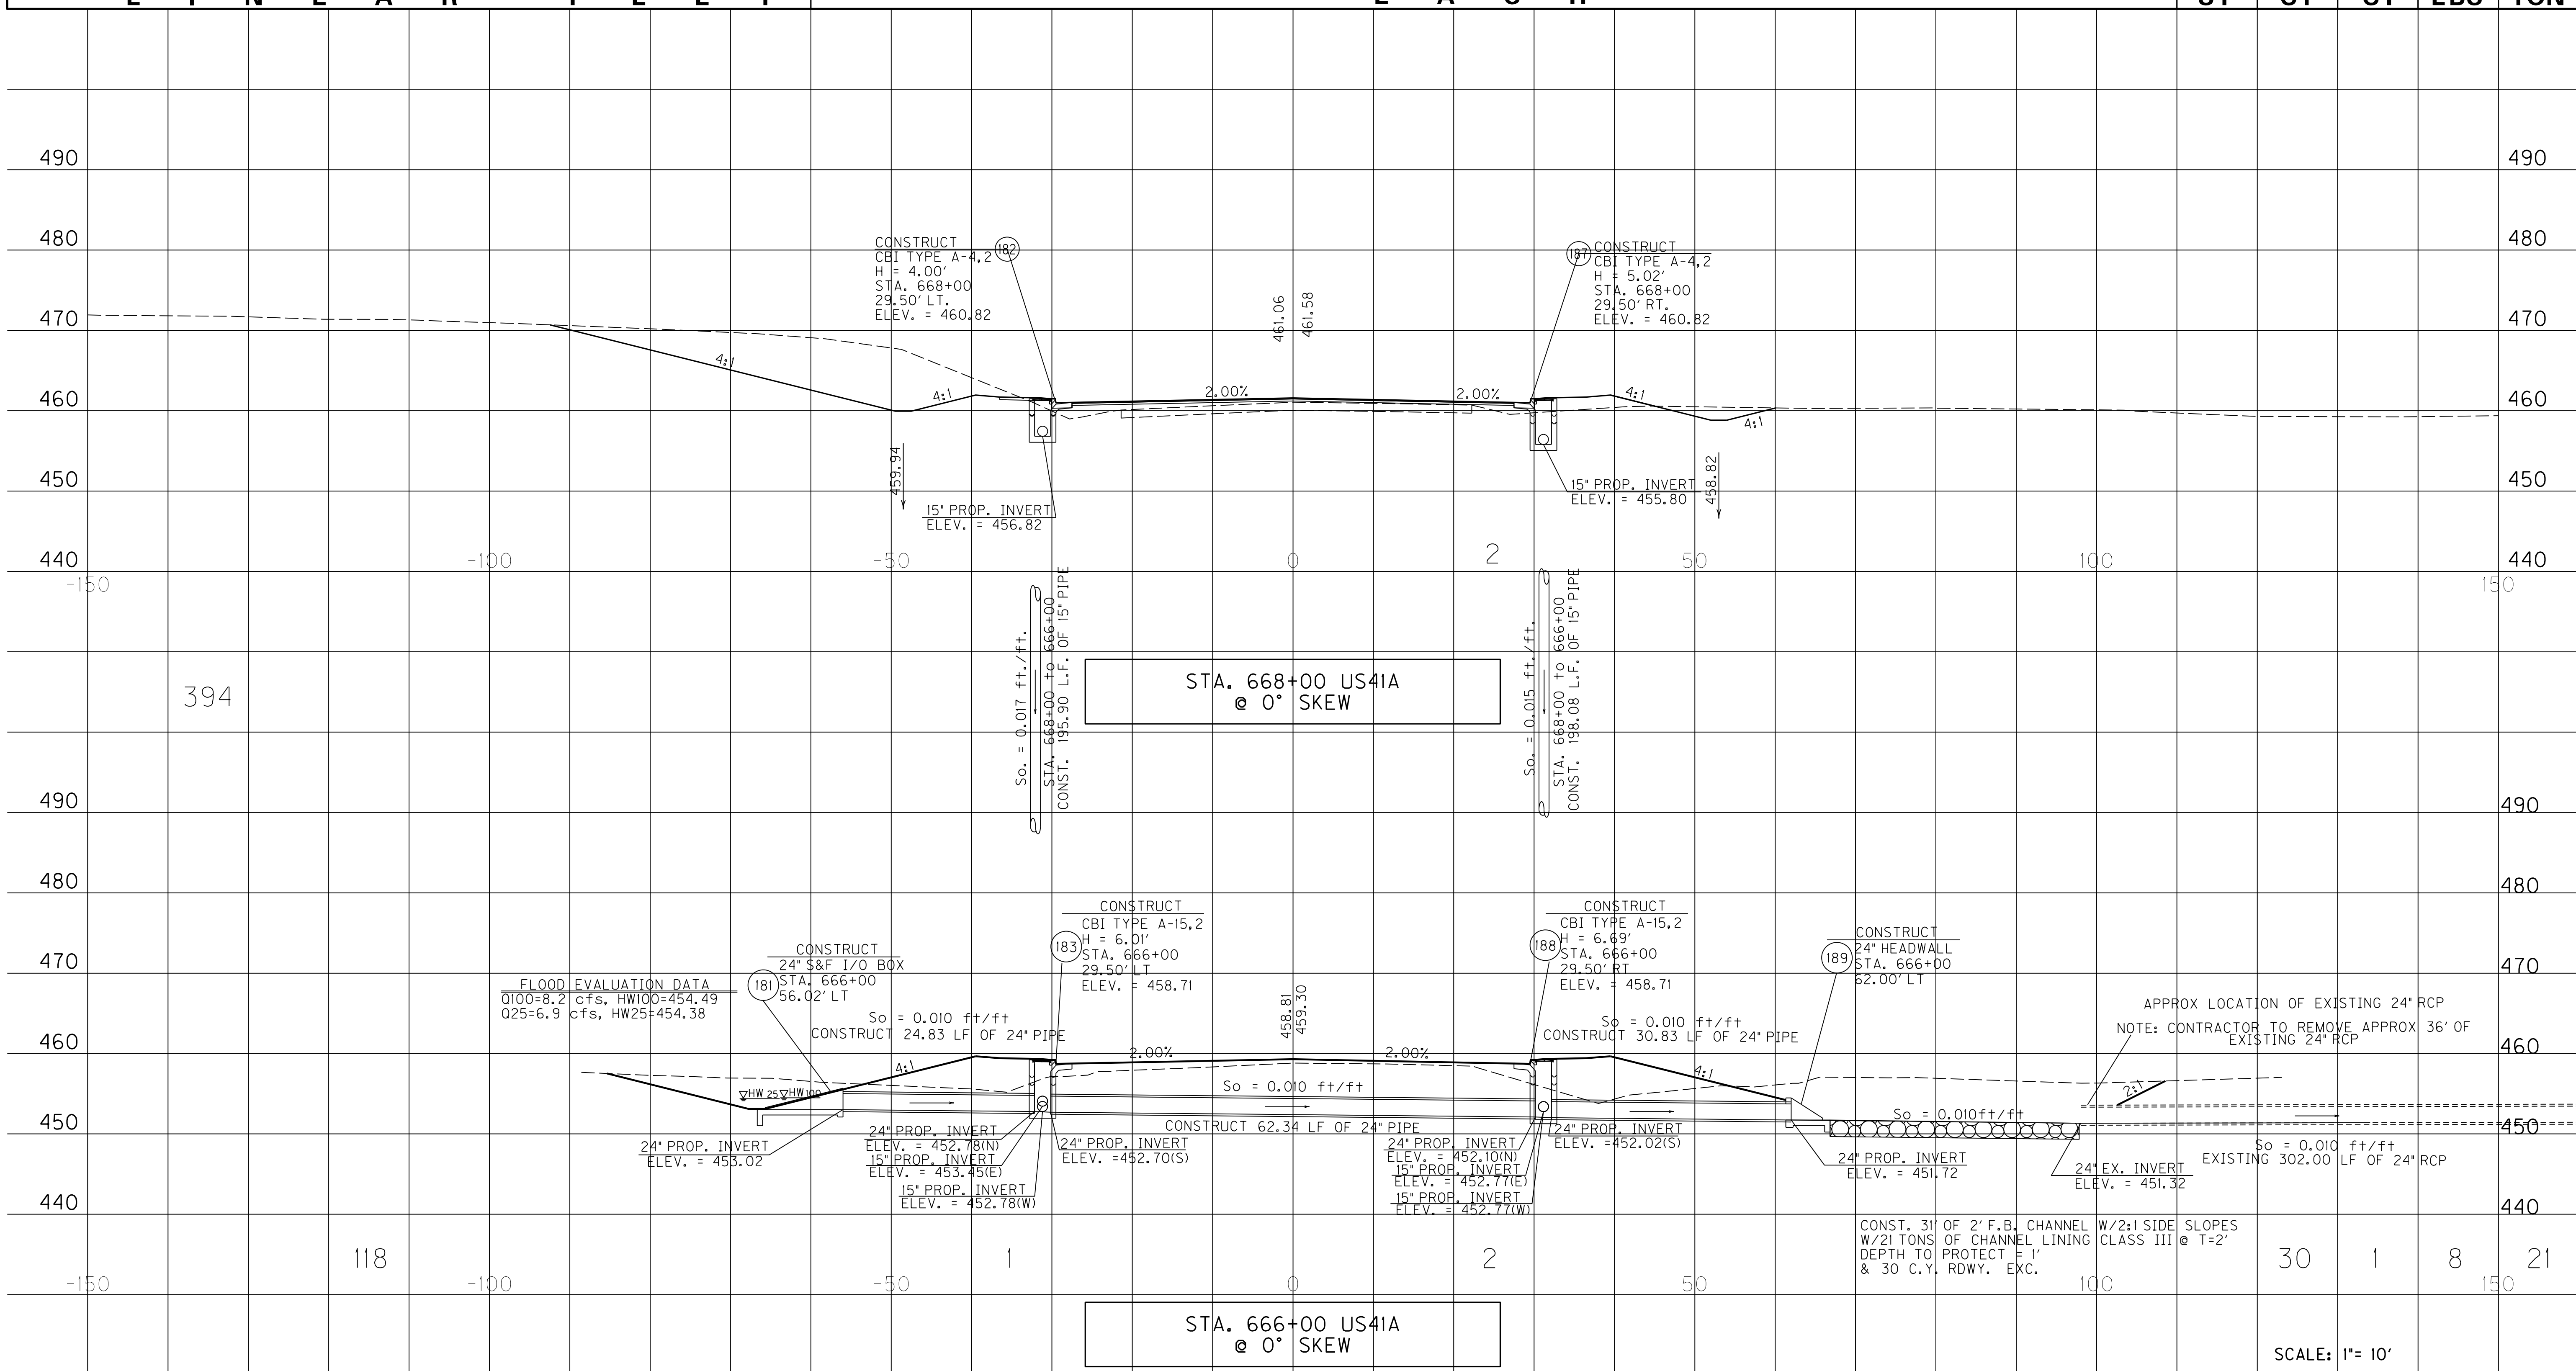 L I N E A R F E E T
E A C H
CY CY CY LBS TON
490 490
480 480
470 470
460 460
450 450
440 440
CONSTRUCT
CBI TYPE A-4,2
H = 4.00'
STA. 668+00
29.50' LT.
ELEV. = 460.82
182
187
CONSTRUCT
CBI TYPE A-4,2
H = 5.02'
STA. 668+00
29.50' RT.
ELEV. = 460.82
461.06
461.58
4:1
4:1
2.00%
2.00%
4:1
4:1
459.94
458.82
15" PROP. INVERT
ELEV. = 456.82
15" PROP. INVERT
ELEV. = 455.80
-150 -100 -50 0 50 100 150
2
394
So. = 0.017 ft./ft.
STA. 668+00 to 666+00
CONST. 195.90 L.F. OF 15" PIPE
So. = 0.015 ft./ft.
STA. 668+00 to 666+00
CONST. 198.08 L.F. OF 15" PIPE
STA. 668+00 US41A
@ 0° SKEW
490 490
480 480
470 470
460 460
450 450
440 440
FLOOD EVALUATION DATA
Q100=8.2 cfs, HW100=454.49
Q25=6.9 cfs, HW25=454.38
181
CONSTRUCT
24" S&F I/O BOX
STA. 666+00
56.02' LT
183
CONSTRUCT
CBI TYPE A-15,2
H = 6.01'
STA. 666+00
29.50' LT
ELEV. = 458.71
188
CONSTRUCT
CBI TYPE A-15,2
H = 6.69'
STA. 666+00
29.50' RT
ELEV. = 458.71
189
CONSTRUCT
24" HEADWALL
STA. 666+00
62.00' LT
458.81
459.30
So = 0.010 ft/ft
CONSTRUCT 24.83 LF OF 24" PIPE
So = 0.010 ft/ft
CONSTRUCT 30.83 LF OF 24" PIPE
APPROX LOCATION OF EXISTING 24" RCP
NOTE: CONTRACTOR TO REMOVE APPROX 36' OF
EXISTING 24" RCP
4:1
2.00%
2.00%
4:1
2:1
HW 25 HW 100
So = 0.010 ft/ft
CONSTRUCT 62.34 LF OF 24" PIPE
So = 0.010ft/ft
So = 0.010 ft/ft
EXISTING 302.00 LF OF 24" RCP
24" PROP. INVERT
ELEV. = 453.02
24" PROP. INVERT
ELEV. = 452.78(N)
15" PROP. INVERT
ELEV. = 453.45(E)
15" PROP. INVERT
ELEV. = 452.78(W)
24" PROP. INVERT
ELEV. =452.70(S)
24" PROP. INVERT
ELEV. = 452.10(N)
15" PROP. INVERT
ELEV. = 452.77(E)
15" PROP. INVERT
ELEV. = 452.77(W)
24" PROP. INVERT
ELEV. =452.02(S)
24" PROP. INVERT
ELEV. = 451.72
24" EX. INVERT
ELEV. = 451.32
CONST. 31' OF 2' F.B. CHANNEL W/2:1 SIDE SLOPES
W/21 TONS OF CHANNEL LINING CLASS III @ T=2'
DEPTH TO PROTECT = 1'
& 30 C.Y. RDWY. EXC.
118 1 2 30 1 8 21
-150 -100 -50 0 50 100 150
STA. 666+00 US41A
@ 0° SKEW
SCALE: 1"= 10'